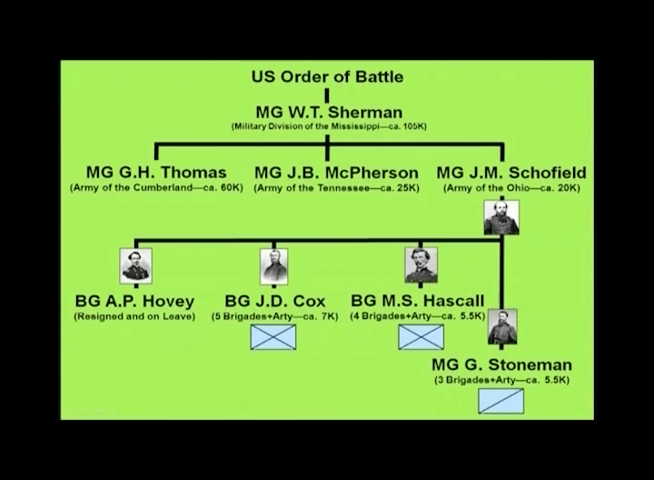 US Order of Battle
MG W.T. Sherman
(Military Division of the Mississippi—ca. 105K)
MG G.H. Thomas
(Army of the Cumberland—ca. 60K)
MG J.B. McPherson
(Army of the Tennessee—ca. 25K)
MG J.M. Schofield
(Army of the Ohio—ca. 20K)
BG A.P. Hovey
(Resigned and on Leave)
BG J.D. Cox
(5 Brigades+Arty—ca. 7K)
BG M.S. Hascall
(4 Brigades+Arty—ca. 5.5K)
MG G. Stoneman
(3 Brigades+Arty—ca. 5.5K)